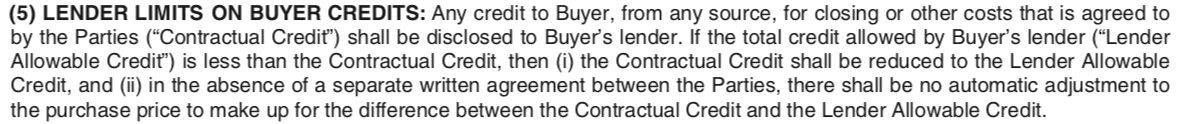 (5) LENDER LIMITS ON BUYER CREDITS: Any credit to Buyer, from any source, for closing or other costs that is agreed to
by the Parties (“Contractual Credit”) shall be disclosed to Buyer’s lender. If the total credit allowed by Buyer’s lender (“Lender
Allowable Credit”) is less than the Contractual Credit, then (i) the Contractual Credit shall be reduced to the Lender Allowable
Credit, and (ii) in the absence of a separate written agreement between the Parties, there shall be no automatic adjustment to
the purchase price to make up for the difference between the Contractual Credit and the Lender Allowable Credit.